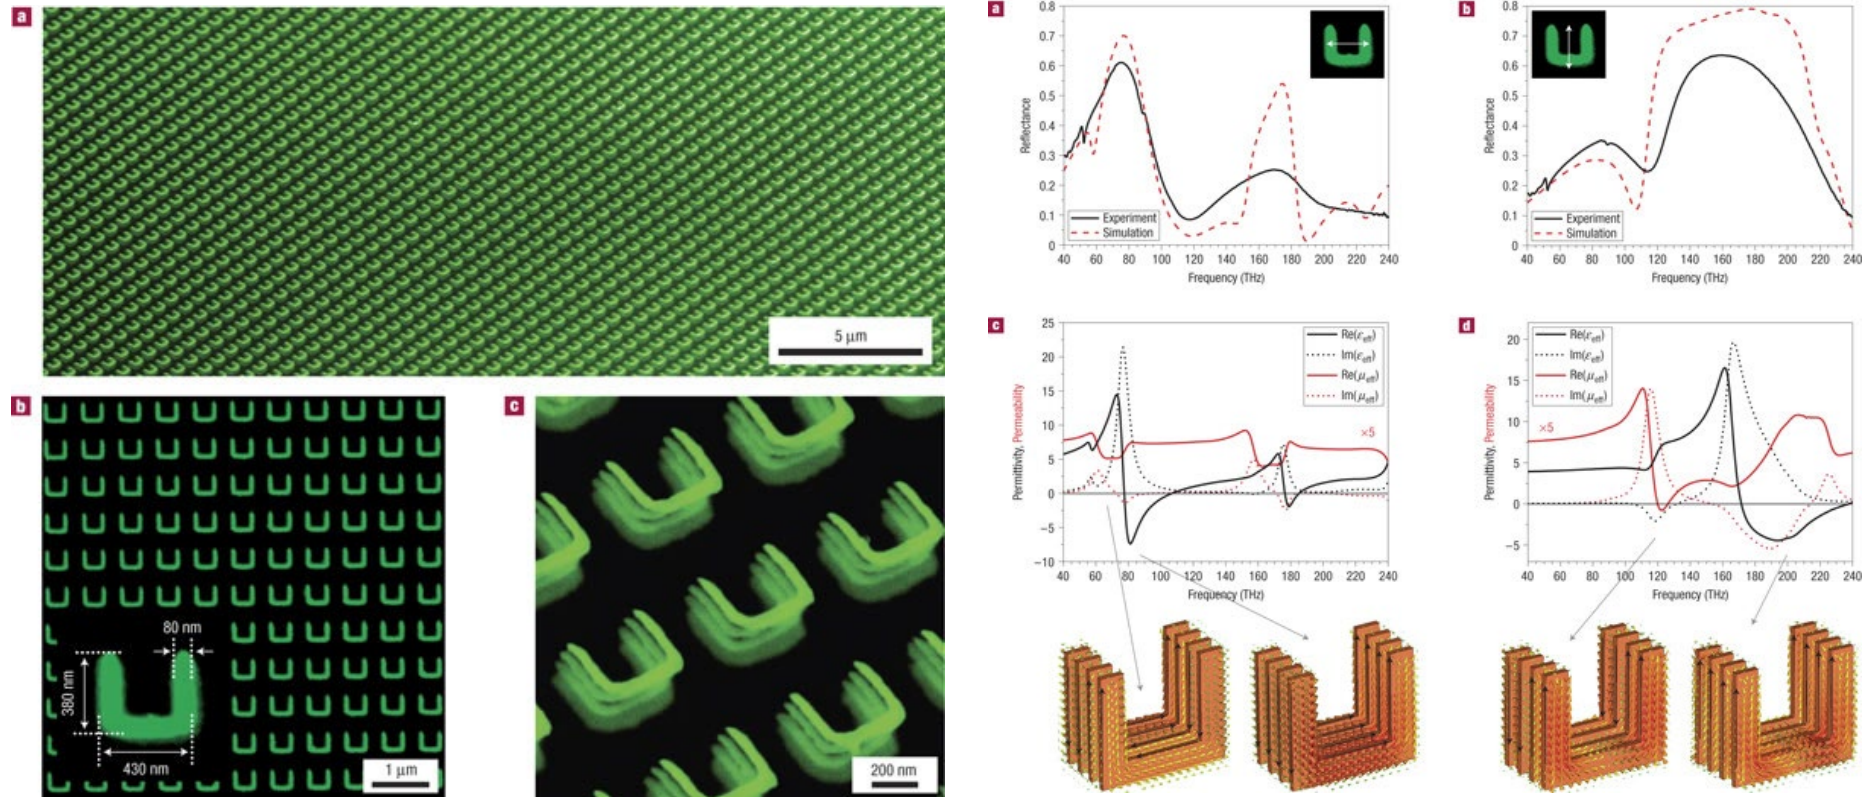 a
5 μm
b
80 nm
380 nm
430 nm
1 μm
c
200 nm
a
0.8
0.7
0.6
0.5
0.4
0.3
0.2
0.1
0
Reflectance
Experiment
Simulation
40 60 80 100 120 140 160 180 200 220 240
Frequency (THz)
b
0.8
0.7
0.6
0.5
0.4
0.3
0.2
0.1
0
Reflectance
Experiment
Simulation
40 60 80 100 120 140 160 180 200 220 240
Frequency (THz)
c
25
20
15
10
5
0
−5
−10
Permittivity, Permeability
Re(εeff)
Im(εeff)
Re(μeff)
Im(μeff)
×5
40 60 80 100 120 140 160 180 200 220 240
Frequency (THz)
d
20
15
10
5
0
−5
Permittivity, Permeability
Re(εeff)
Im(εeff)
Re(μeff)
Im(μeff)
×5
40 60 80 100 120 140 160 180 200 220 240
Frequency (THz)